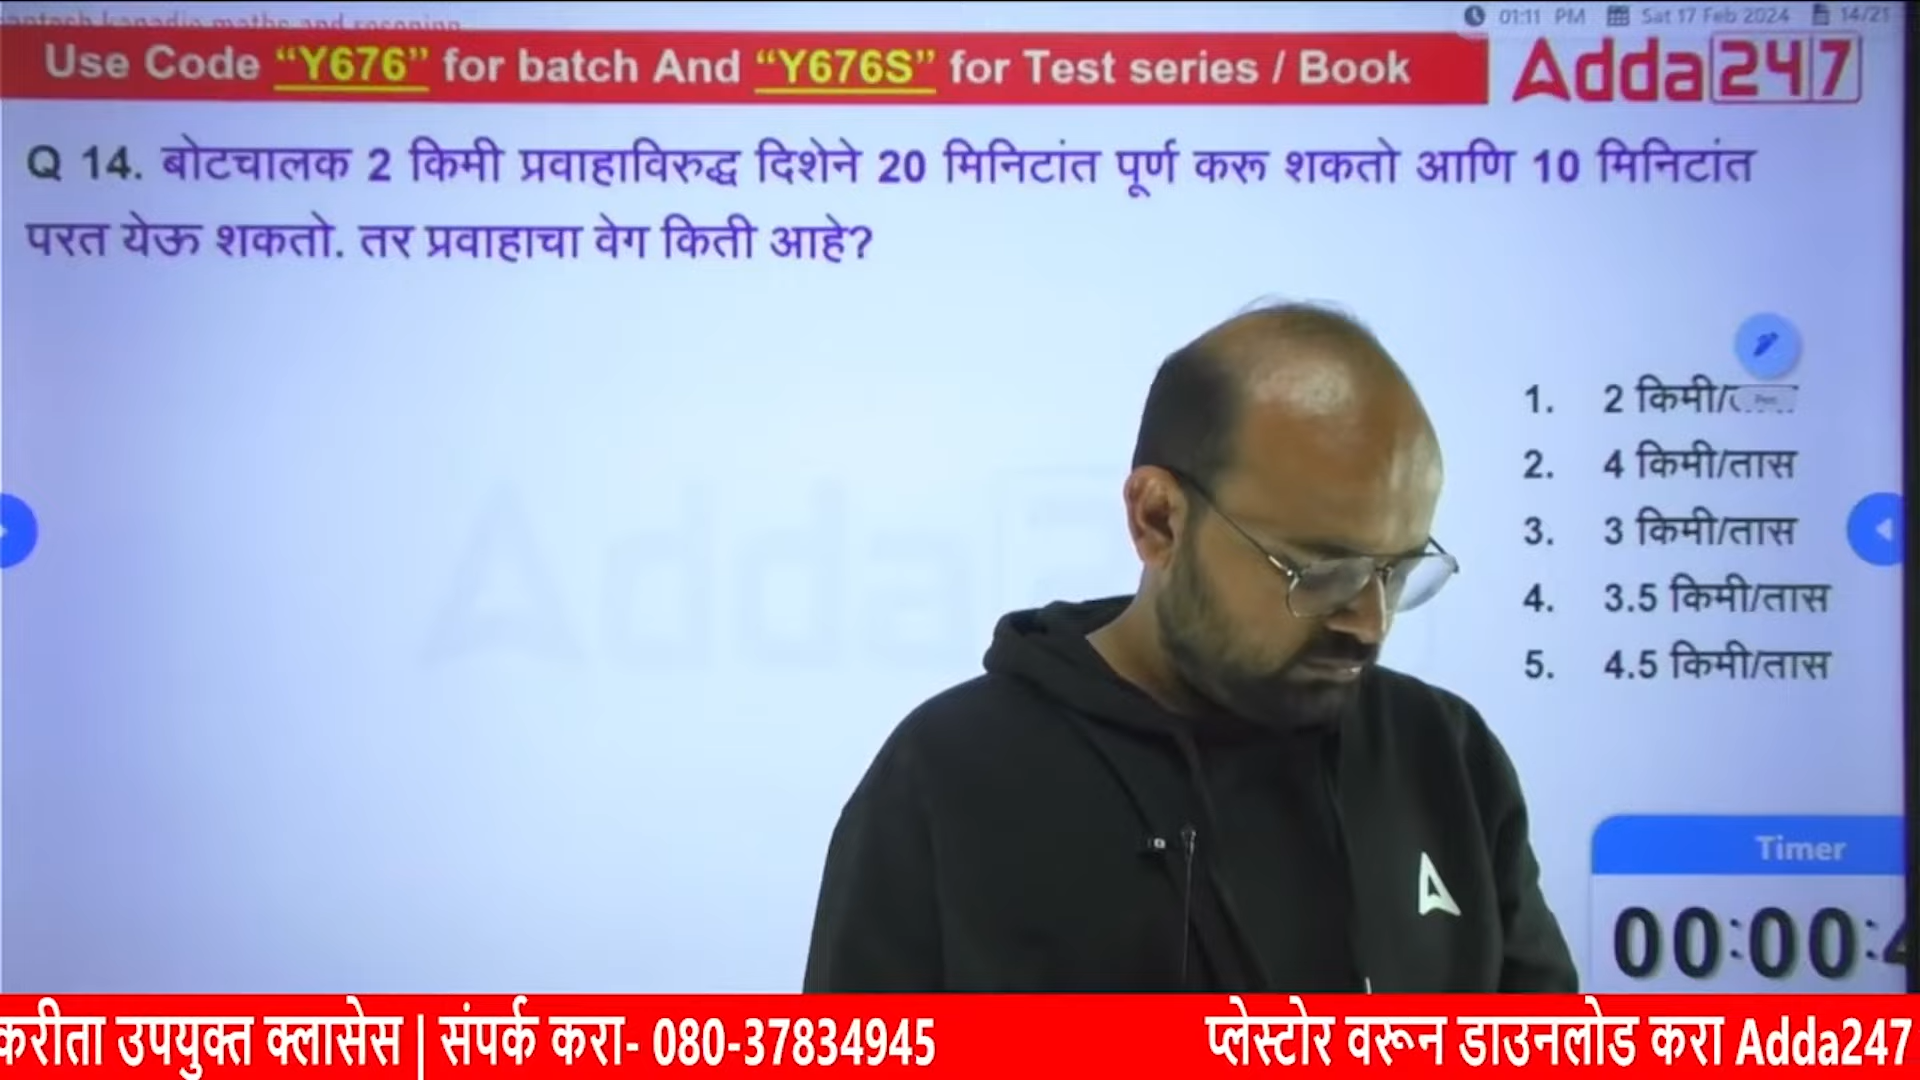 01:11 PM Sat 17 Feb 2024 14/21
Use Code “Y676” for batch And “Y676S” for Test series / Book
Adda247
Q 14. बोटचालक 2 किमी प्रवाहाविरुद्ध दिशेने 20 मिनिटांत पूर्ण करू शकतो आणि 10 मिनिटांत
परत येऊ शकतो. तर प्रवाहाचा वेग किती आहे?
1. 2 किमी/
Pen
2. 4 किमी/तास
3. 3 किमी/तास
4. 3.5 किमी/तास
5. 4.5 किमी/तास
Adda
Timer
00:00:4
करीता उपयुक्त क्लासेस | संपर्क करा- 080-37834945
प्लेस्टोर वरून डाउनलोड करा Adda247